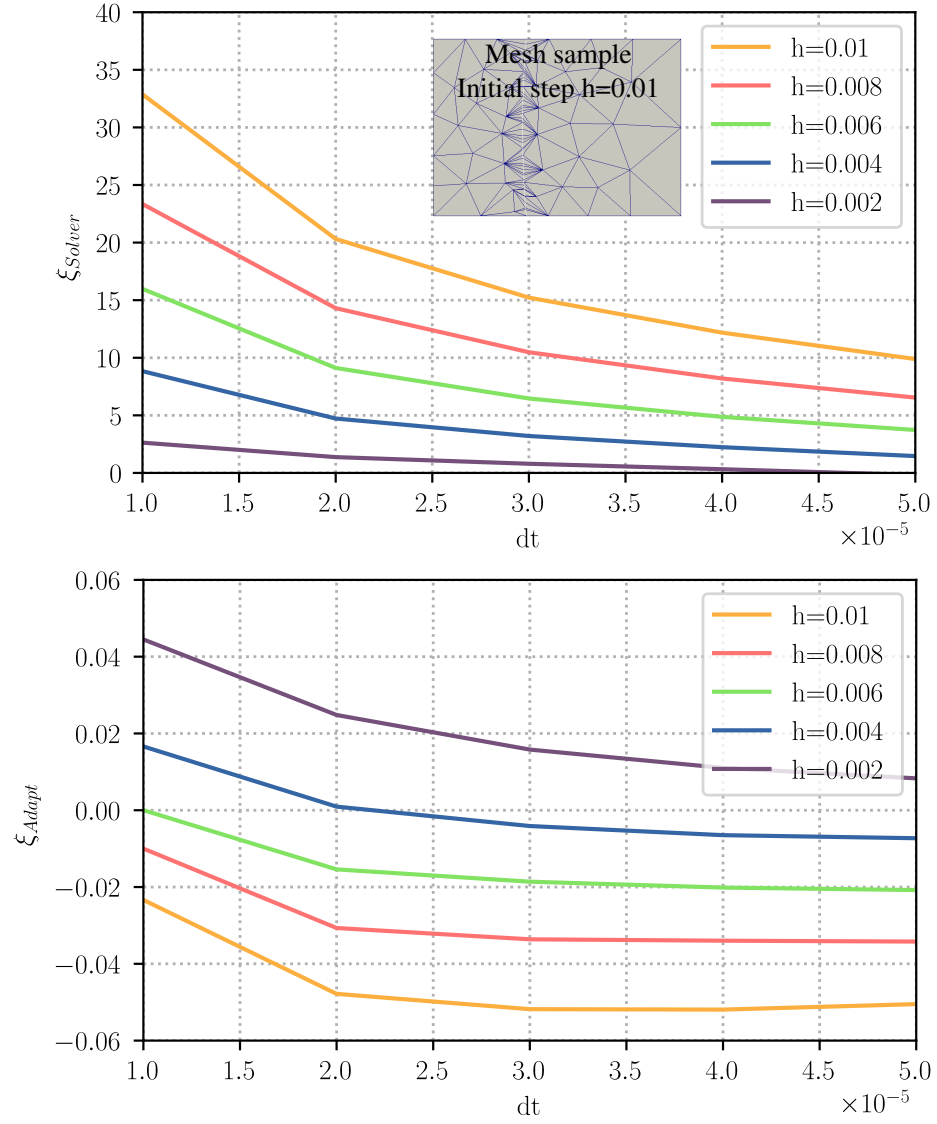 40
35
30
25
20
15
10
5
0
ξSolver
Mesh sample
Initial step h=0.01
h=0.01
h=0.008
h=0.006
h=0.004
h=0.002
1.0 1.5 2.0 2.5 3.0 3.5 4.0 4.5 5.0
dt
×10⁻⁵
0.06
0.04
0.02
0.00
−0.02
−0.04
−0.06
ξAdapt
h=0.01
h=0.008
h=0.006
h=0.004
h=0.002
1.0 1.5 2.0 2.5 3.0 3.5 4.0 4.5 5.0
dt
×10⁻⁵